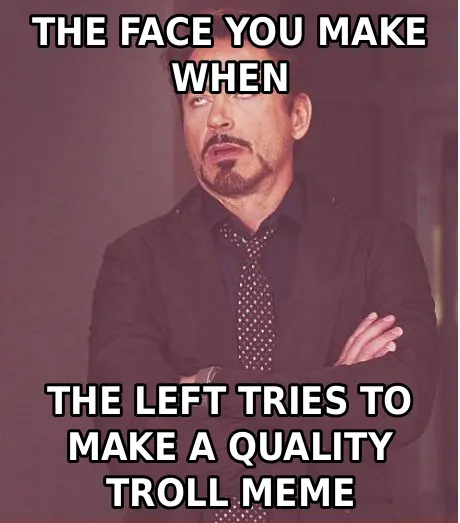 THE FACE YOU MAKE
WHEN
THE LEFT TRIES TO
MAKE A QUALITY
TROLL MEME